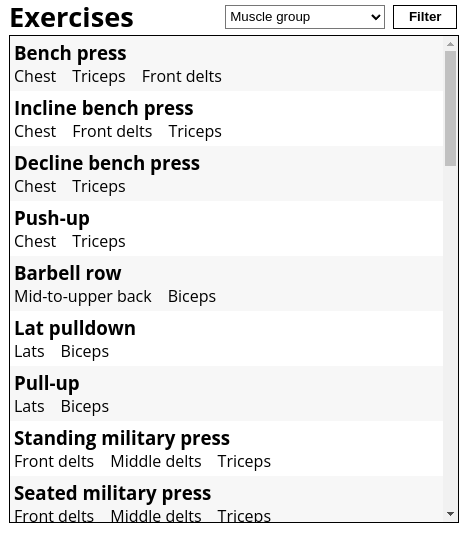 Exercises
Muscle group
Filter
Bench press
Chest Triceps Front delts
Incline bench press
Chest Front delts Triceps
Decline bench press
Chest Triceps
Push-up
Chest Triceps
Barbell row
Mid-to-upper back Biceps
Lat pulldown
Lats Biceps
Pull-up
Lats Biceps
Standing military press
Front delts Middle delts Triceps
Seated military press
Front delts Middle delts Triceps